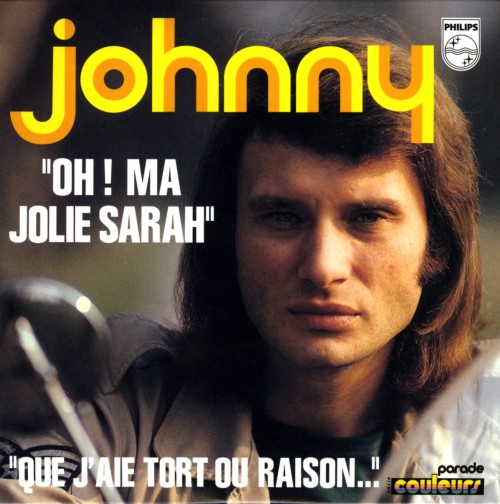 johnny
PHILIPS
"OH ! MA
JOLIE SARAH"
"QUE J'AIE TORT OU RAISON..."
parade
couleurs